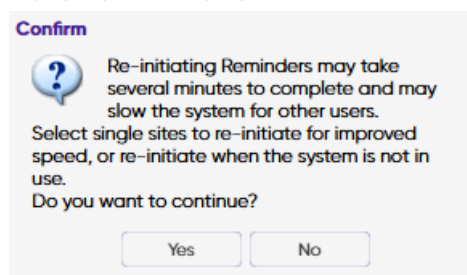 Confirm
Re-initiating Reminders may take
several minutes to complete and may
slow the system for other users.
Select single sites to re-initiate for improved
speed, or re-initiate when the system is not in
use.
Do you want to continue?
Yes No